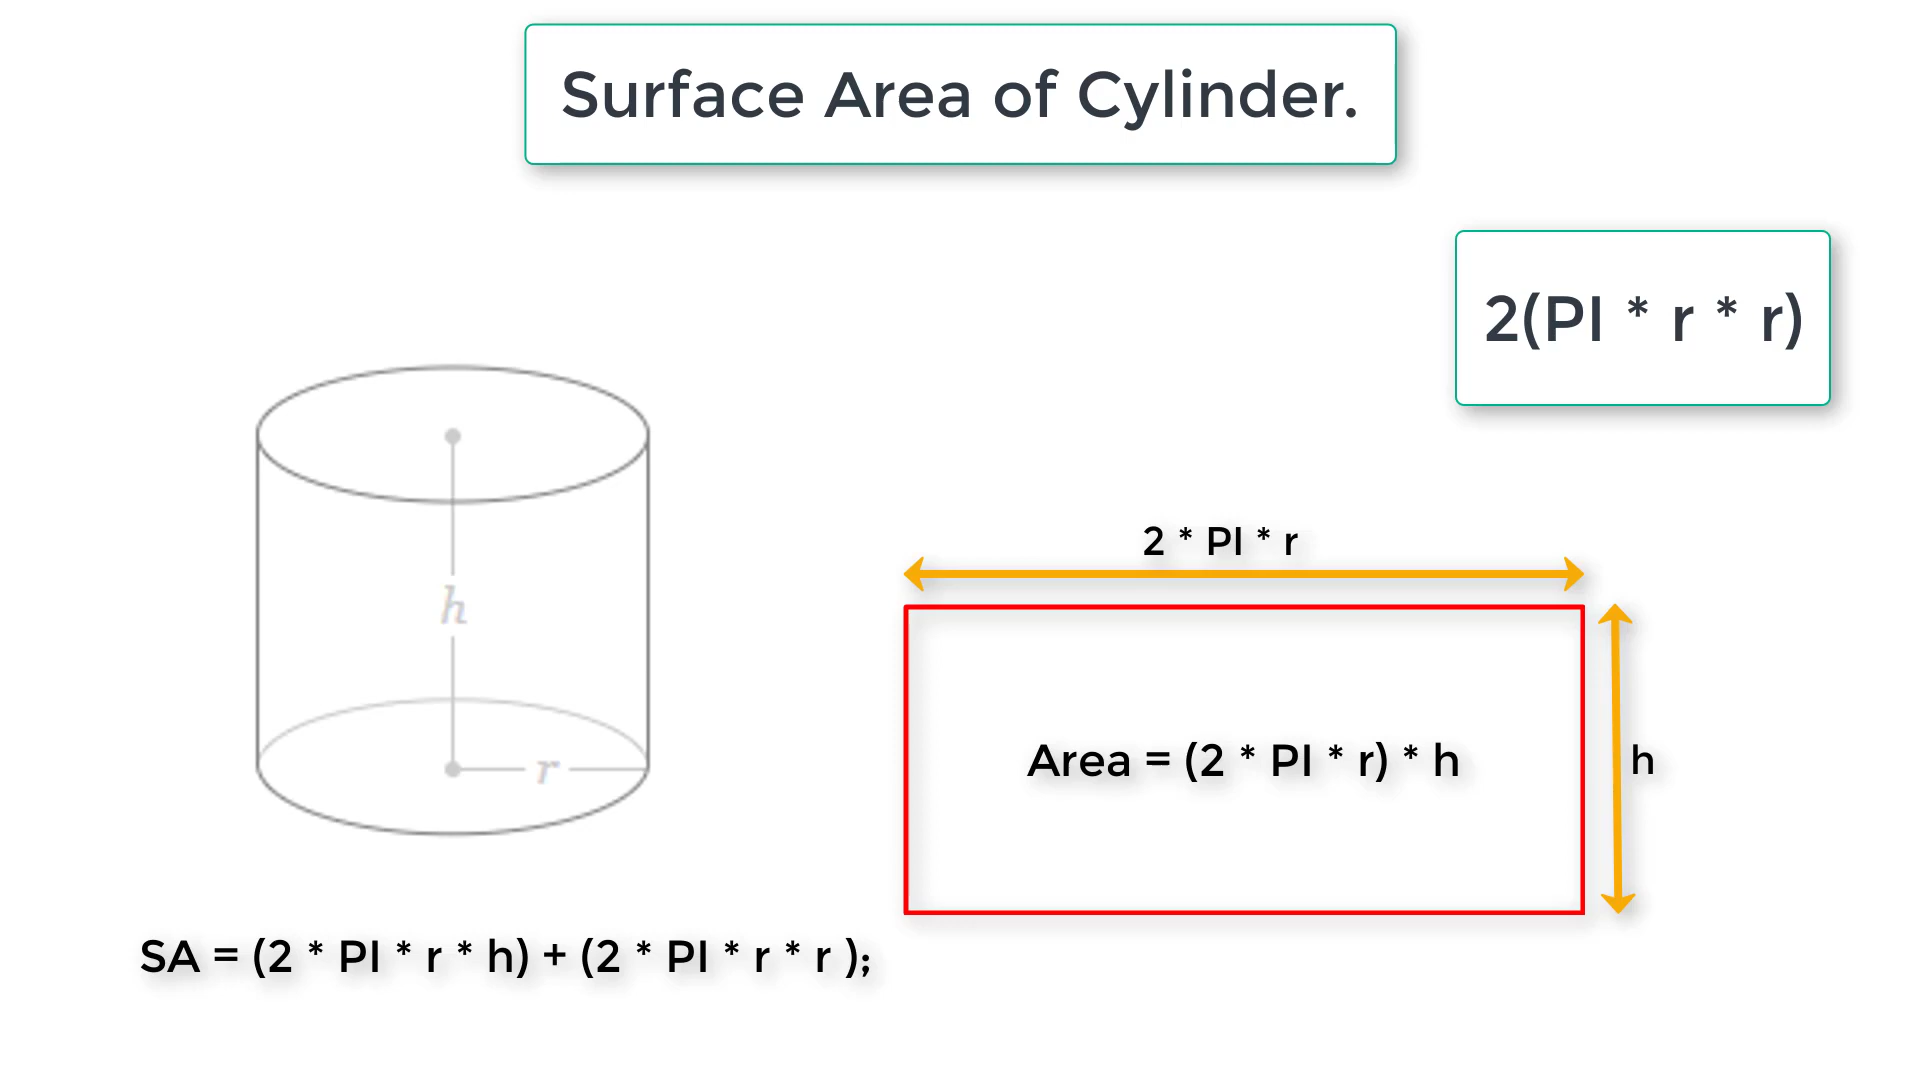 Surface Area of Cylinder.
2(PI * r * r)
h
r
2 * PI * r
Area = (2 * PI * r) * h
h
SA = (2 * PI * r * h) + (2 * PI * r * r );